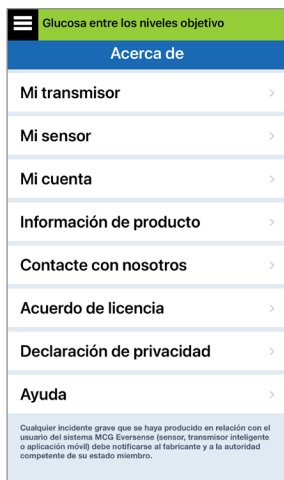 Glucosa entre los niveles objetivo
Acerca de
Mi transmisor
Mi sensor
Mi cuenta
Información de producto
Contacte con nosotros
Acuerdo de licencia
Declaración de privacidad
Ayuda
Cualquier incidente grave que se haya producido en relación con el
usuario del sistema MCG Eversense (sensor, transmisor inteligente
o aplicación móvil) debe notificarse al fabricante y a la autoridad
competente de su estado miembro.